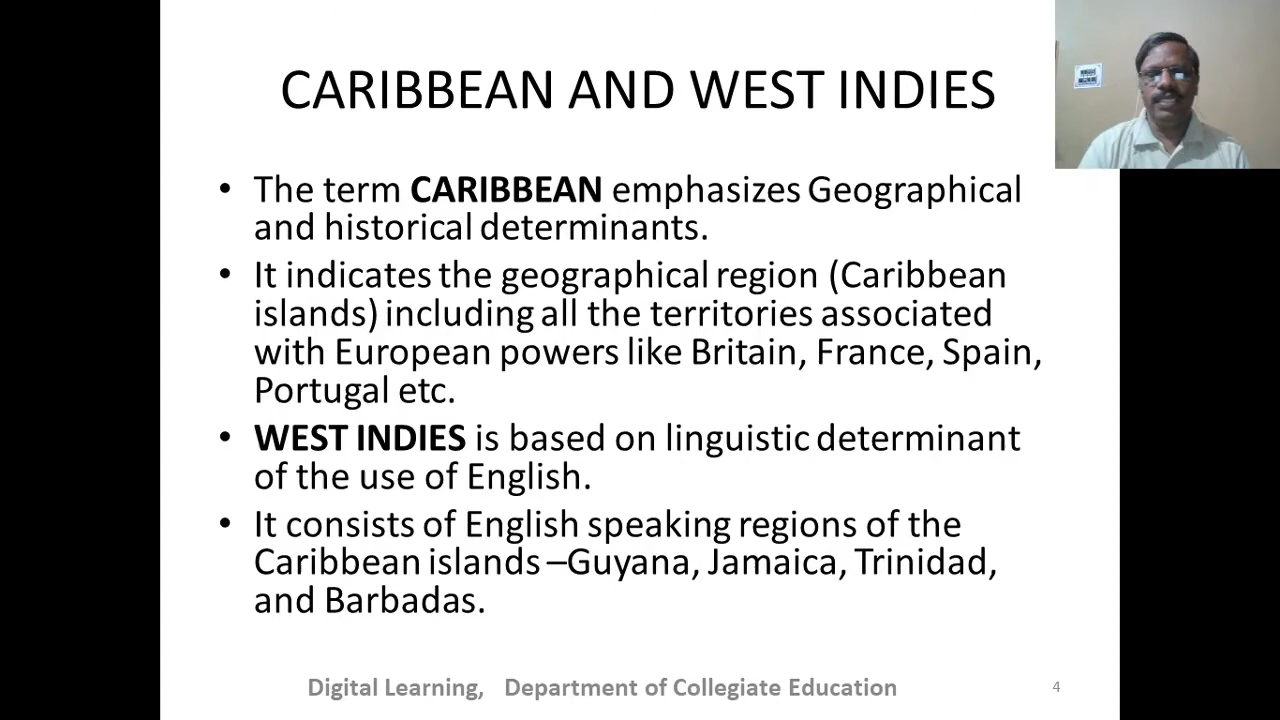 CARIBBEAN AND WEST INDIES
• The term CARIBBEAN emphasizes Geographical
and historical determinants.
• It indicates the geographical region (Caribbean
islands) including all the territories associated
with European powers like Britain, France, Spain,
Portugal etc.
• WEST INDIES is based on linguistic determinant
of the use of English.
• It consists of English speaking regions of the
Caribbean islands –Guyana, Jamaica, Trinidad,
and Barbadas.
Digital Learning, Department of Collegiate Education
4